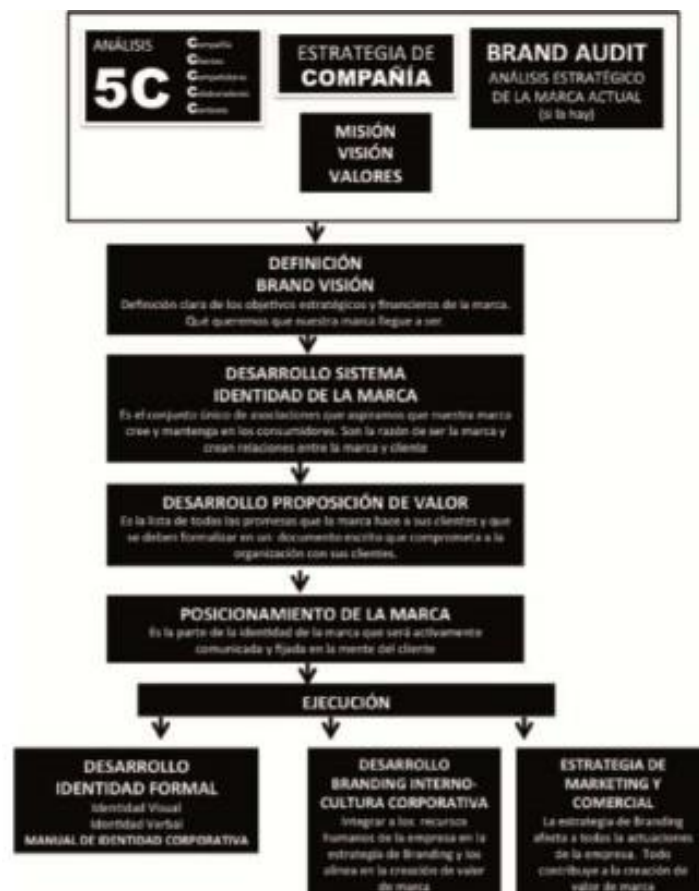 ANÁLISIS
5C
Compañía
Clientes
Competidores
Colaboradores
Contexto
ESTRATEGIA DE
COMPAÑÍA
BRAND AUDIT
ANÁLISIS ESTRATÉGICO
DE LA MARCA ACTUAL
(si la hay)
MISIÓN
VISIÓN
VALORES
DEFINICIÓN
BRAND VISIÓN
Definición clara de los objetivos estratégicos y financieros de la marca.
Qué queremos que nuestra marca llegue a ser.
DESARROLLO SISTEMA
IDENTIDAD DE LA MARCA
Es el conjunto único de asociaciones que aspiramos que nuestra marca
cree y mantenga en los consumidores. Son la razón de ser la marca y
crean relaciones entre la marca y cliente
DESARROLLO PROPOSICIÓN DE VALOR
Es la lista de todas las promesas que la marca hace a sus clientes y que
se deben formalizar en un documento escrito que comprometa a la
organización con sus clientes.
POSICIONAMIENTO DE LA MARCA
Es la parte de la identidad de la marca que será activamente
comunicada y fijada en la mente del cliente
EJECUCIÓN
DESARROLLO
IDENTIDAD FORMAL
Identidad Visual
Identidad Verbal
MANUAL DE IDENTIDAD CORPORATIVA
DESARROLLO
BRANDING INTERNO-
CULTURA CORPORATIVA
Integrar a los recursos
humanos de la empresa en la
estrategia de Branding y los
alinea en la creación de valor
de marca
ESTRATEGIA DE
MARKETING Y
COMERCIAL
La estrategia de Branding
afecta a todas la actuaciones
de la empresa. Todo
contribuye a la creación de
valor de marca